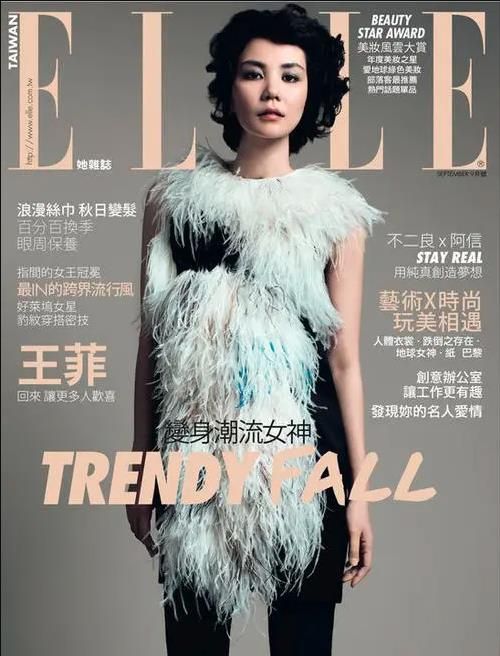 ELLE
TAIWAN
http://www.elle.com.tw
她雜誌
BEAUTY
STAR AWARD
美妝風雲大賞
年度美妝之星
愛地球綠色美妝
部落客最推薦
熱門話題單品
SEPTEMBER 9月號
浪漫絲巾 秋日變髮
百分百換季
眼周保養
指間的女王冠冕
最IN的跨界流行風
好萊塢女星
豹紋穿搭密技
王菲
回來 讓更多人歡喜
不二良 x 阿信
STAY REAL
用純真創造夢想
藝術X時尚
玩美相遇
人體衣裳·跌倒之存在·
地球女神·紙 巴黎
創意辦公室
讓工作更有趣
發現妳的名人愛情
變身潮流女神
TRENDY FALL